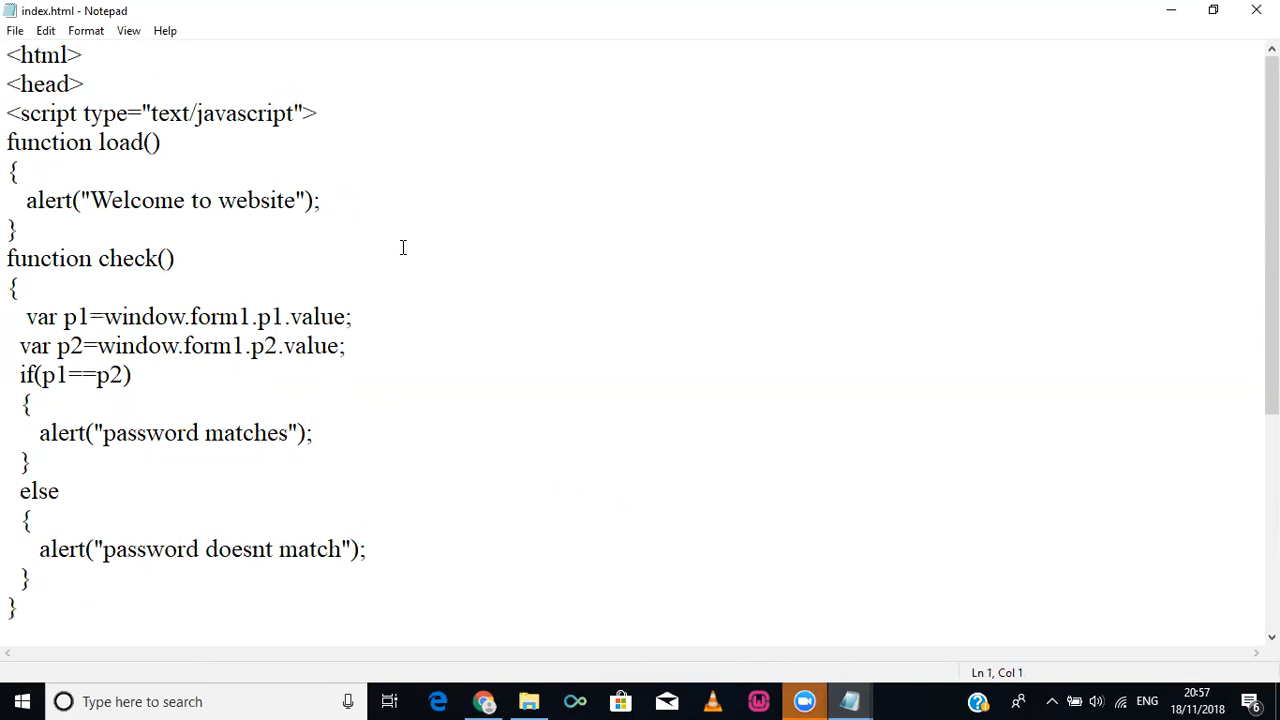 index.html - Notepad
File Edit Format View Help
<html>
<head>
<script type="text/javascript">
function load()
{
alert("Welcome to website");
}
function check()
{
var p1=window.form1.p1.value;
var p2=window.form1.p2.value;
if(p1==p2)
{
alert("password matches");
}
else
{
alert("password doesnt match");
}
}
Ln 1, Col 1
Type here to search
ENG
20:57
18/11/2018
6